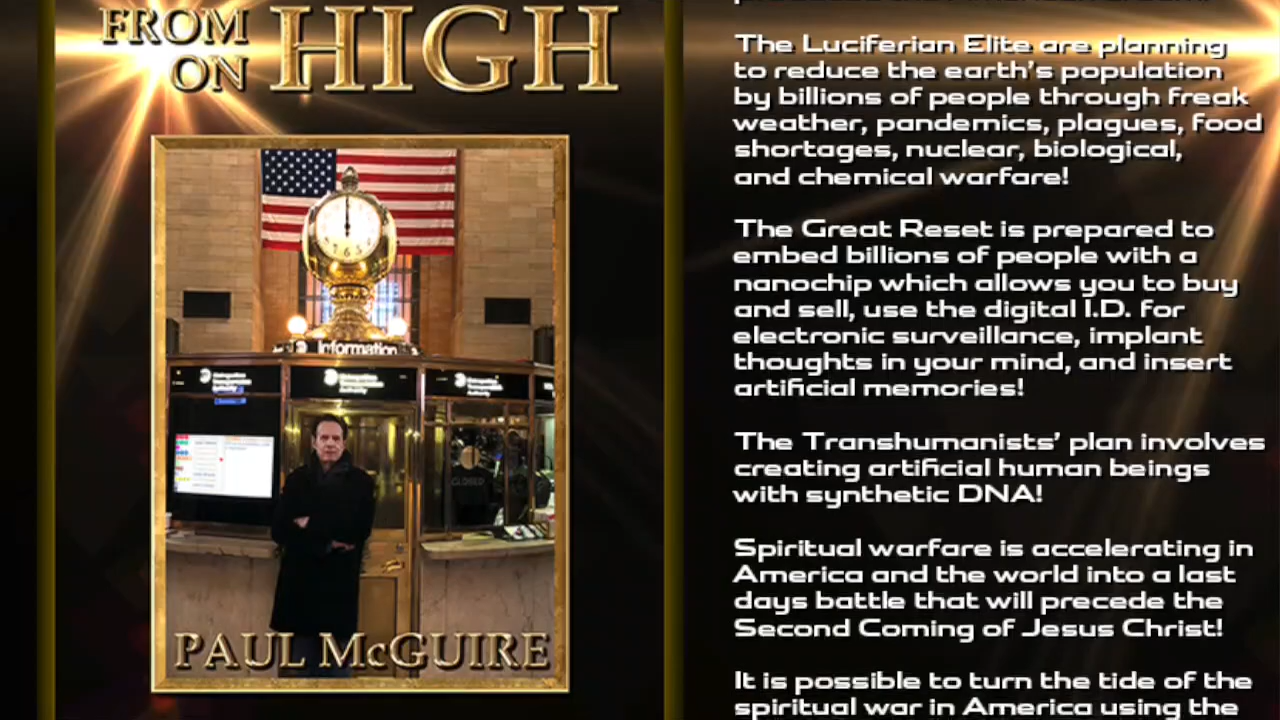 FROM
ON
HIGH
Information
Metropolitan
Transportation
Authority
CLOSED
PAUL McGUIRE
The Luciferian Elite are planning
to reduce the earth's population
by billions of people through freak
weather, pandemics, plagues, food
shortages, nuclear, biological,
and chemical warfare!
The Great Reset is prepared to
embed billions of people with a
nanochip which allows you to buy
and sell, use the digital I.D. for
electronic surveillance, implant
thoughts in your mind, and insert
artificial memories!
The Transhumanists' plan involves
creating artificial human beings
with synthetic DNA!
Spiritual warfare is accelerating in
America and the world into a last
days battle that will precede the
Second Coming of Jesus Christ!
It is possible to turn the tide of the
spiritual war in America using the